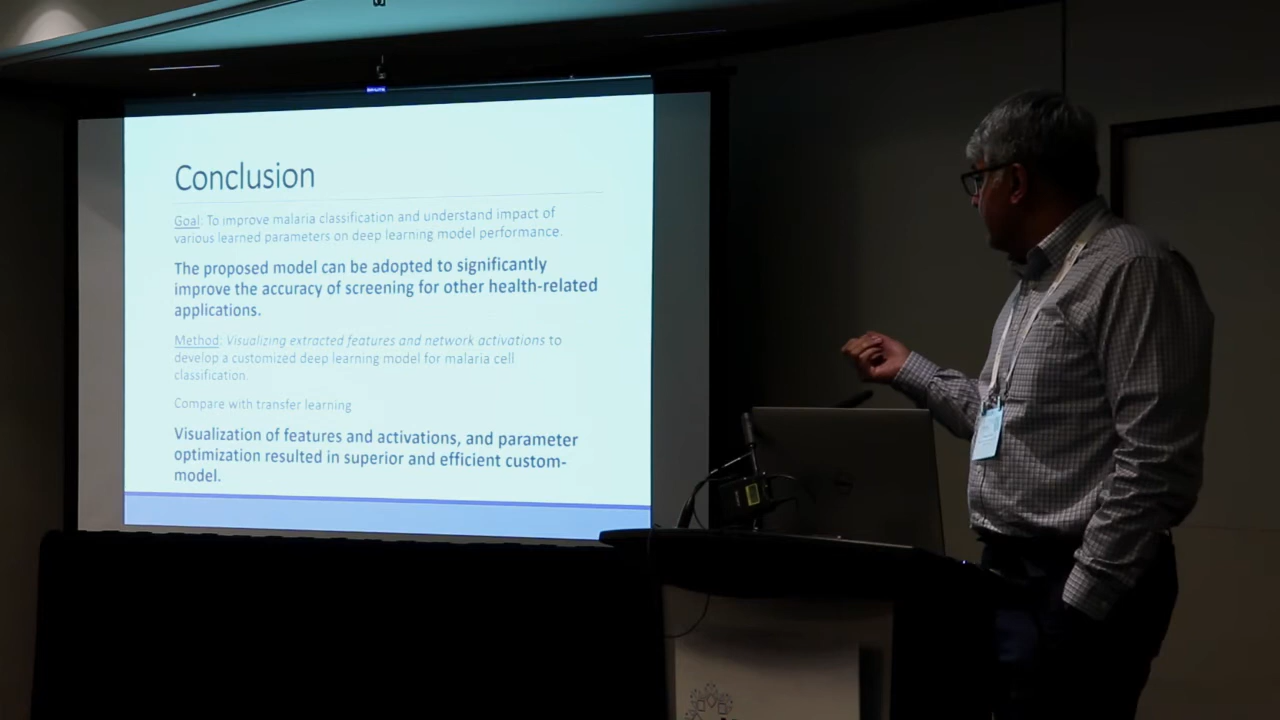 Conclusion
Goal: To improve malaria classification and understand impact of
various learned parameters on deep learning model performance.
The proposed model can be adopted to significantly
improve the accuracy of screening for other health-related
applications.
Method: Visualizing extracted features and network activations to
develop a customized deep learning model for malaria cell
classification.
Compare with transfer learning
Visualization of features and activations, and parameter
optimization resulted in superior and efficient custom-
model.